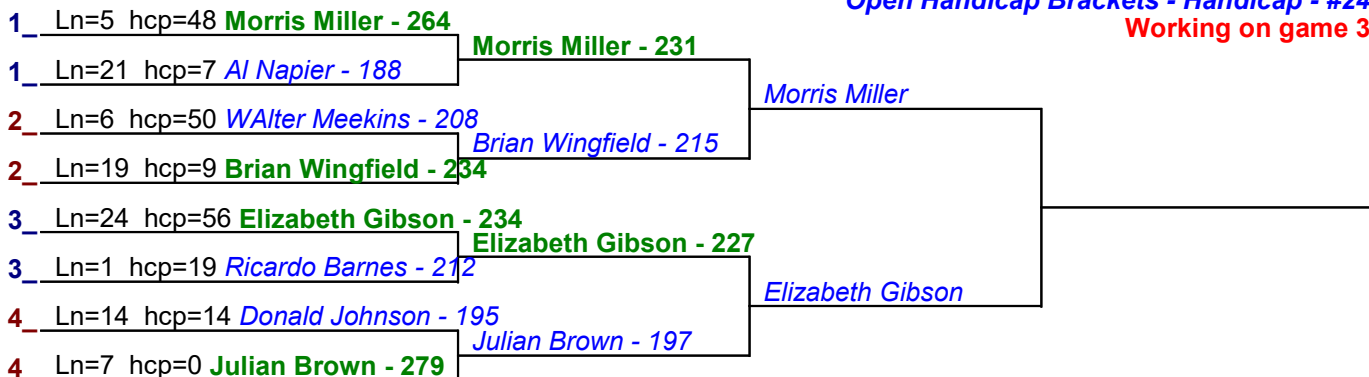 Open Handicap Brackets - Handicap - #24
Working on game 3
1_ Ln=5 hcp=48 Morris Miller - 264
Morris Miller - 231
1_ Ln=21 hcp=7 Al Napier - 188
Morris Miller
2_ Ln=6 hcp=50 WAlter Meekins - 208
Brian Wingfield - 215
2_ Ln=19 hcp=9 Brian Wingfield - 234
3_ Ln=24 hcp=56 Elizabeth Gibson - 234
Elizabeth Gibson - 227
3_ Ln=1 hcp=19 Ricardo Barnes - 212
Elizabeth Gibson
4_ Ln=14 hcp=14 Donald Johnson - 195
Julian Brown - 197
4 Ln=7 hcp=0 Julian Brown - 279